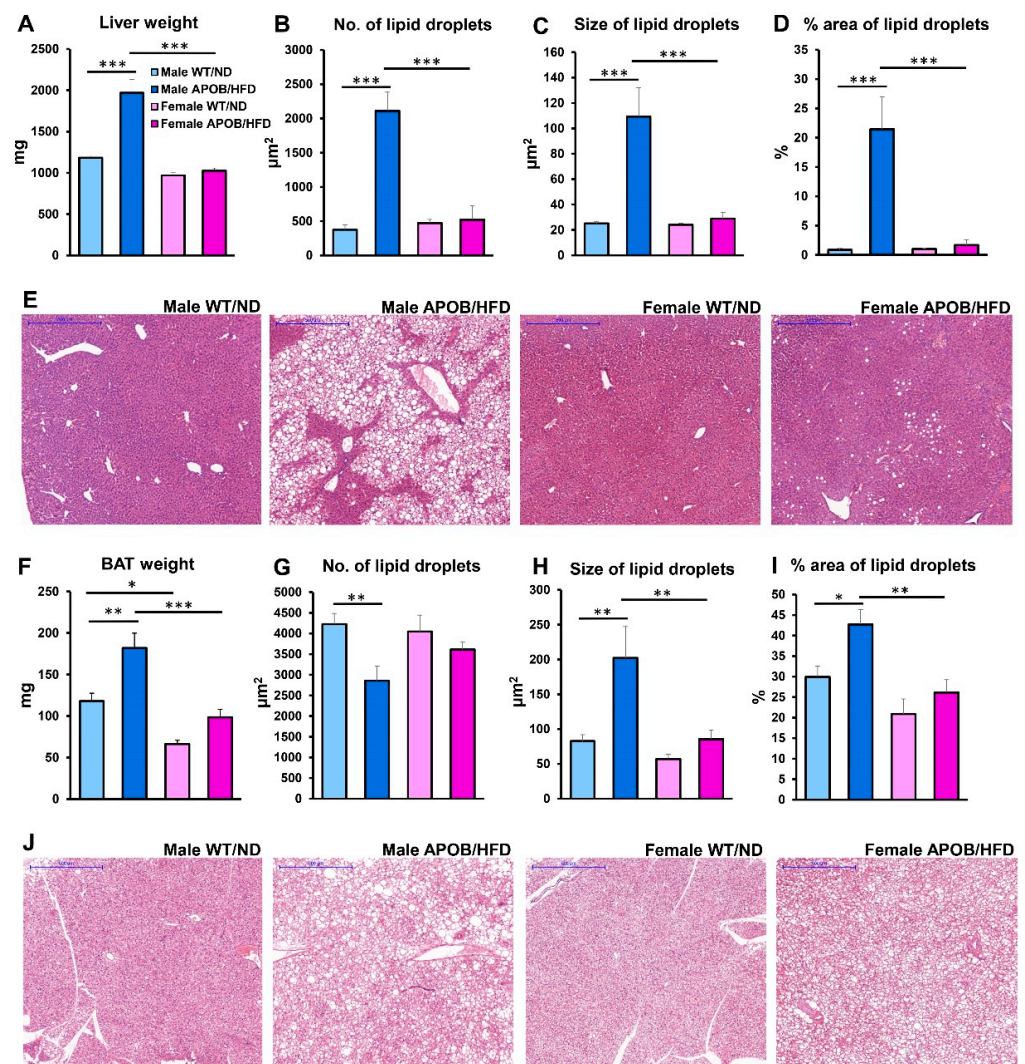 A Liver weight
mg
2500
2000
1500
1000
500
0
***
***
Male WT/ND
Male APOB/HFD
Female WT/ND
Female APOB/HFD
B No. of lipid droplets
µm²
3000
2500
2000
1500
1000
500
0
***
***
C Size of lipid droplets
µm²
160
140
120
100
80
60
40
20
0
***
***
D % area of lipid droplets
%
35
30
25
20
15
10
5
0
***
***
E
Male WT/ND
Male APOB/HFD
Female WT/ND
Female APOB/HFD
F BAT weight
mg
250
200
150
100
50
0
*
**
***
G No. of lipid droplets
µm²
5000
4500
4000
3500
3000
2500
2000
1500
1000
500
0
**
H Size of lipid droplets
µm²
300
250
200
150
100
50
0
**
**
I % area of lipid droplets
%
50
45
40
35
30
25
20
15
10
5
0
*
**
J
Male WT/ND
Male APOB/HFD
Female WT/ND
Female APOB/HFD